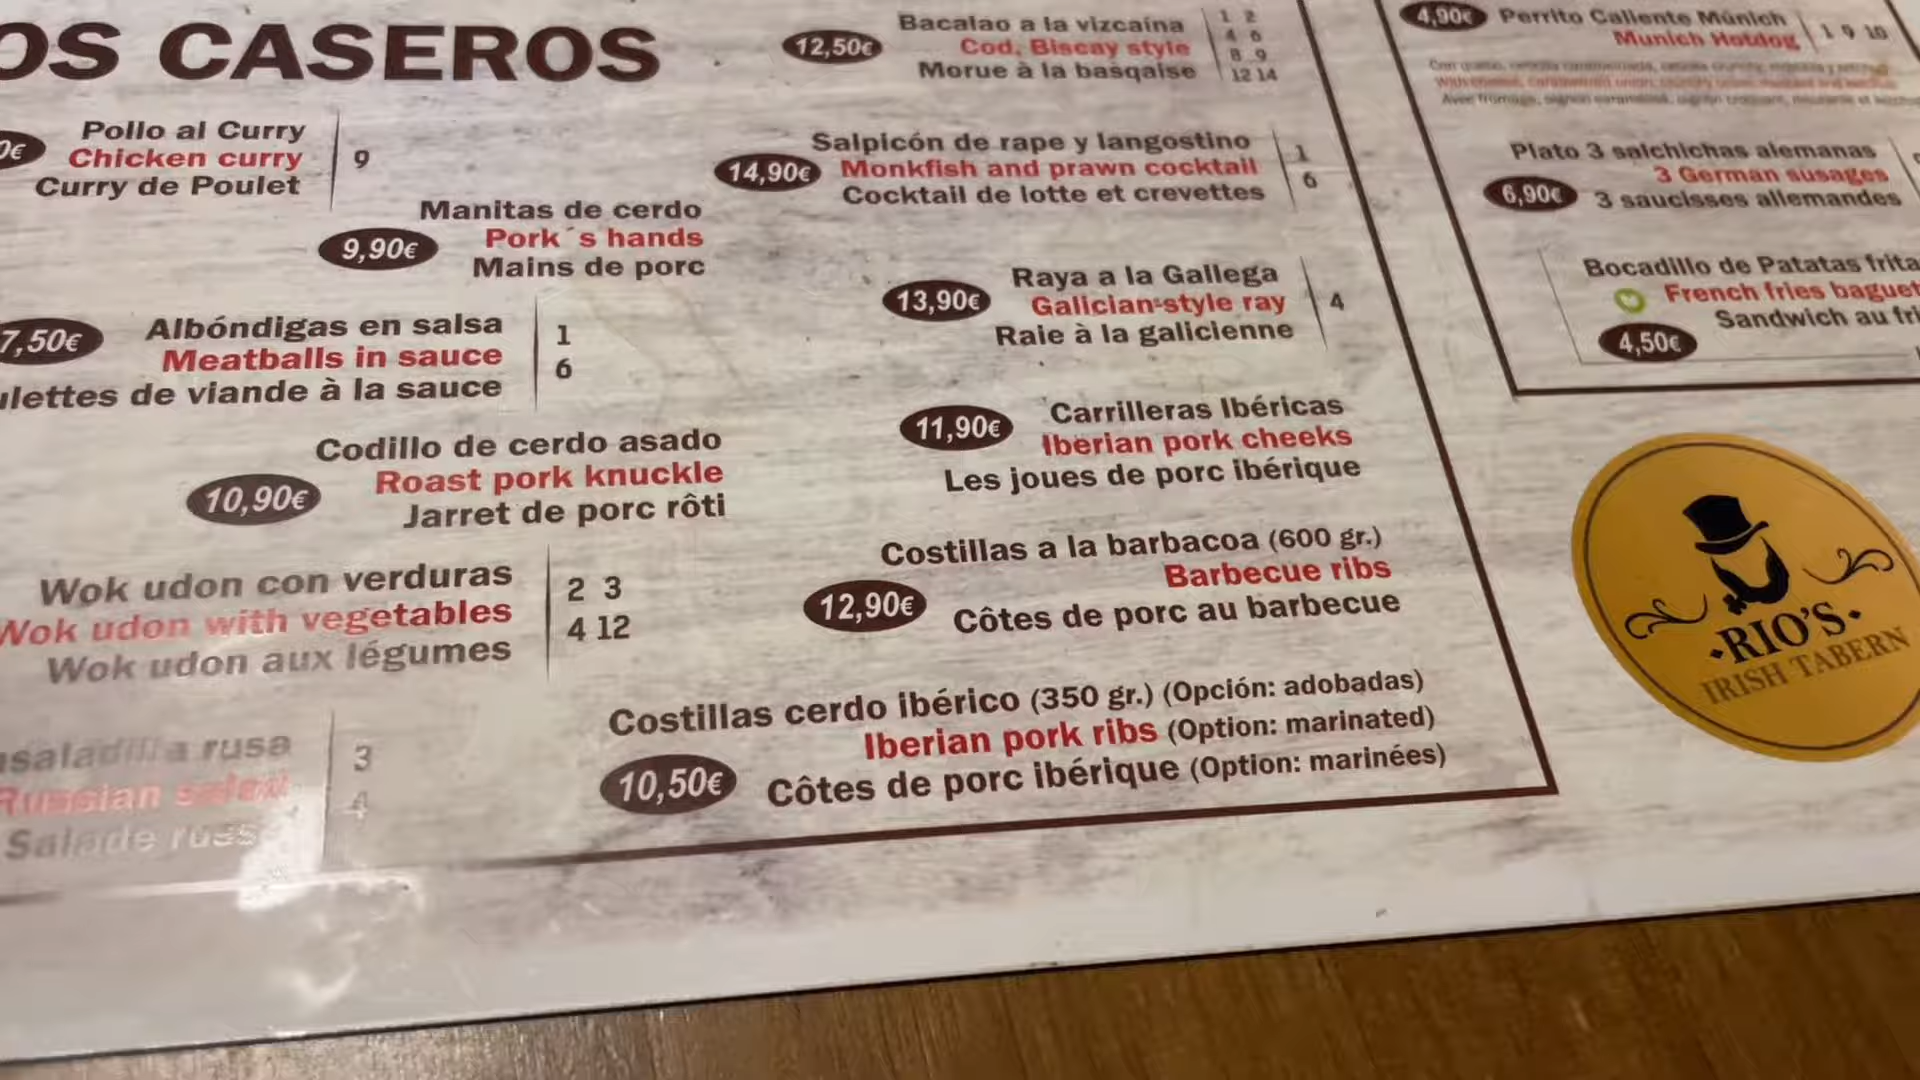 OS CASEROS
0€
Pollo al Curry
Chicken curry
Curry de Poulet
9
9,90€
Manitas de cerdo
Pork´s hands
Mains de porc
7,50€
Albóndigas en salsa
Meatballs in sauce
ulettes de viande à la sauce
1
6
10,90€
Codillo de cerdo asado
Roast pork knuckle
Jarret de porc rôti
Wok udon con verduras
Wok udon with vegetables
Wok udon aux légumes
2 3
4 12
saladilla rusa
Russian
Salade russ
3
4
12,50€
Bacalao a la vizcaína
Cod, Biscay style
Morue à la basqaise
1 2
4 6
8 9
12 14
14,90€
Salpicón de rape y langostino
Monkfish and prawn cocktail
Cocktail de lotte et crevettes
1
6
13,90€
Raya a la Gallega
Galician-style ray
Raie à la galicienne
4
11,90€
Carrilleras Ibéricas
Iberian pork cheeks
Les joues de porc ibérique
12,90€
Costillas a la barbacoa (600 gr.)
Barbecue ribs
Côtes de porc au barbecue
10,50€
Costillas cerdo ibérico (350 gr.) (Opción: adobadas)
Iberian pork ribs (Option: marinated)
Côtes de porc ibérique (Option: marinées)
4,90€
Perrito Caliente Múnich
Munich Hotdog
1 9 10
Plato 3 salchichas alemanas
3 German susages
6,90€
3 saucisses allemandes
Bocadillo de Patatas frita
French fries baguet
Sandwich au fri
4,50€
RIO'S
IRISH TABERN